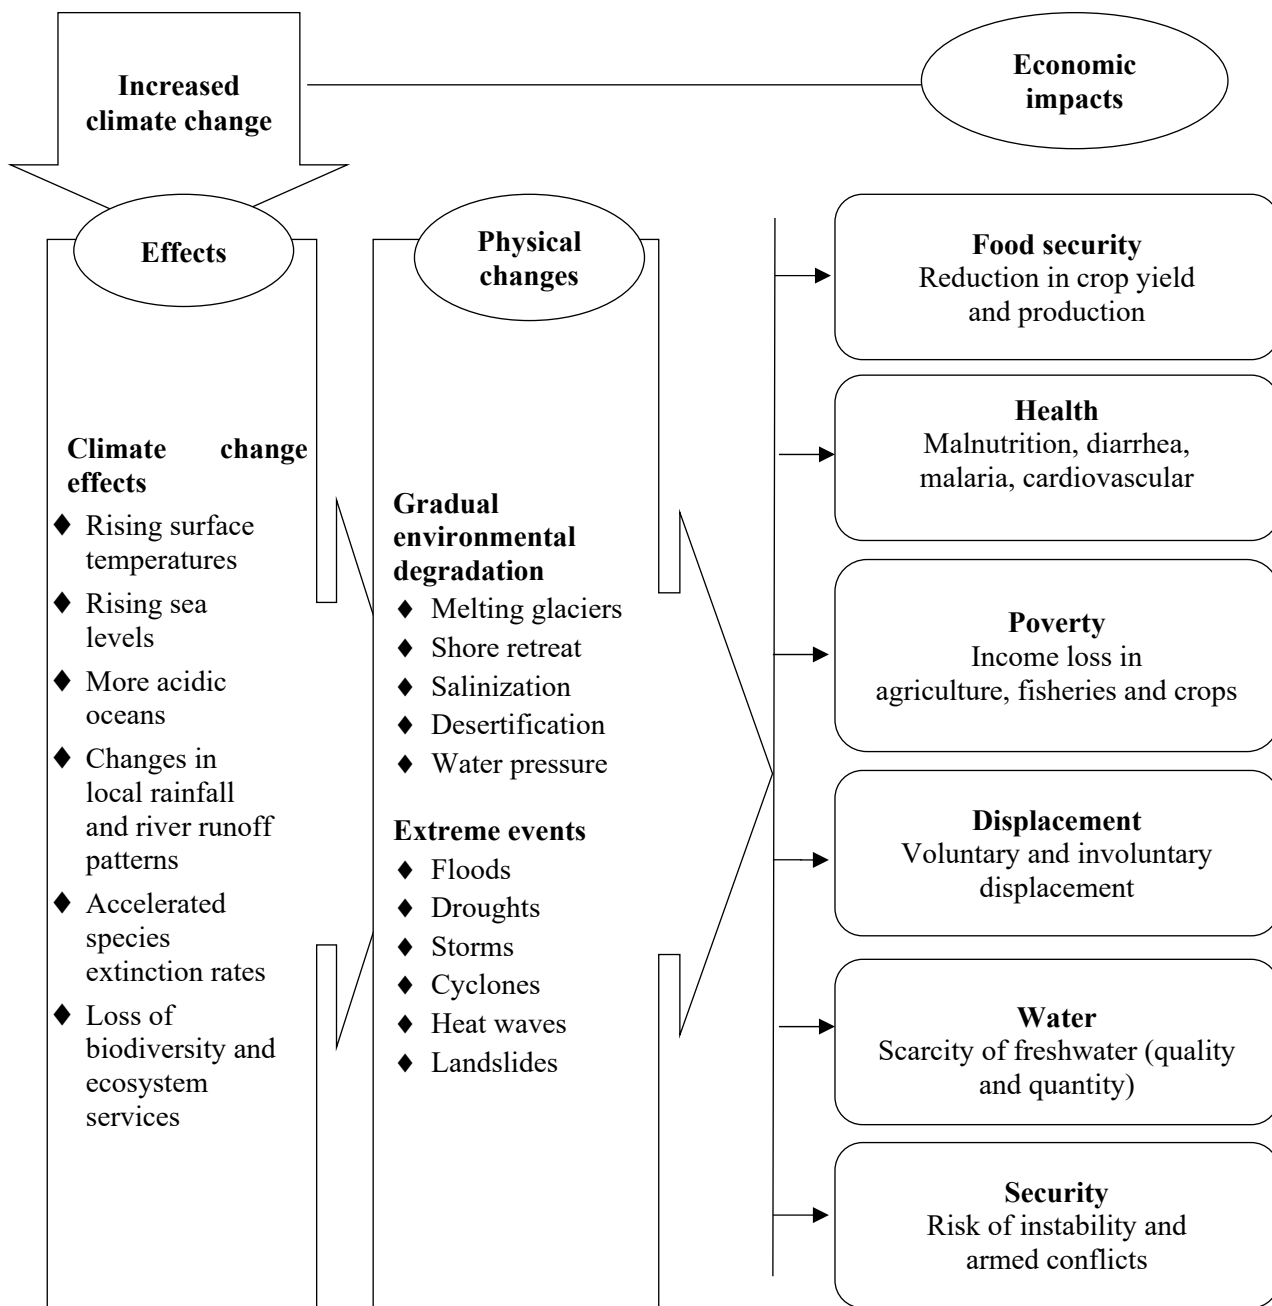 Increased
climate change
Economic
impacts
Effects
Climate change
effects
Rising surface
temperatures
Rising sea
levels
More acidic
oceans
Changes in
local rainfall
and river runoff
patterns
Accelerated
species
extinction rates
Loss of
biodiversity and
ecosystem
services
Physical
changes
Gradual
environmental
degradation
Melting glaciers
Shore retreat
Salinization
Desertification
Water pressure
Extreme events
Floods
Droughts
Storms
Cyclones
Heat waves
Landslides
Food security
Reduction in crop yield
and production
Health
Malnutrition, diarrhea,
malaria, cardiovascular
Poverty
Income loss in
agriculture, fisheries and crops
Displacement
Voluntary and involuntary
displacement
Water
Scarcity of freshwater (quality
and quantity)
Security
Risk of instability and
armed conflicts